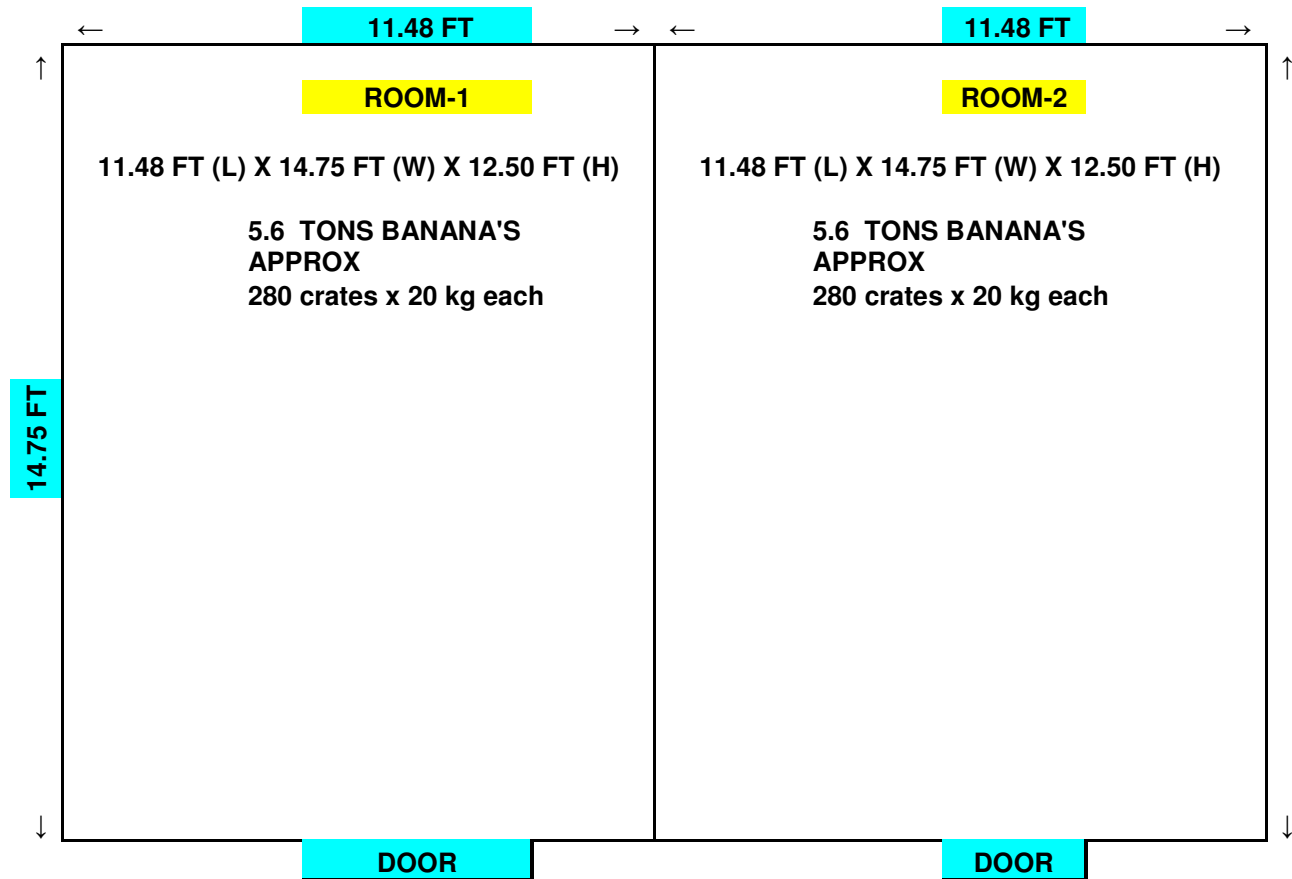 ← 11.48 FT → ← 11.48 FT →
↑ ↑
ROOM-1 ROOM-2
11.48 FT (L) X 14.75 FT (W) X 12.50 FT (H) 11.48 FT (L) X 14.75 FT (W) X 12.50 FT (H)
5.6 TONS BANANA'S 5.6 TONS BANANA'S
APPROX APPROX
280 crates x 20 kg each 280 crates x 20 kg each
14.75 FT
↓ ↓
DOOR DOOR